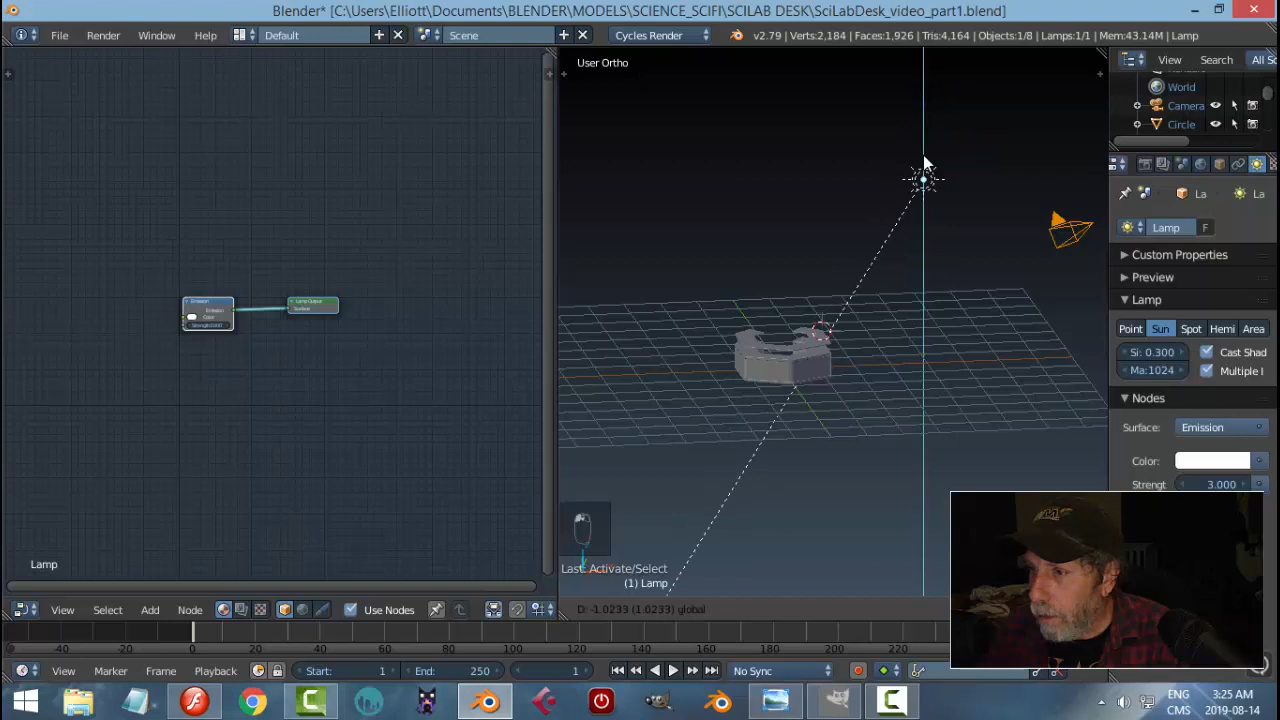 Blender* [C:\Users\Elliott\Documents\BLENDER\MODELS\SCIENCE_SCIFI\SCILAB DESK\SciLabDesk_video_part1.blend]
File Render Window Help Default Scene Cycles Render v2.79 | Verts:2,184 | Faces:1,926 | Tris:4,164 | Objects:1/8 | Lamps:1/1 | Mem:43.14M | Lamp
User Ortho
View Search All Sc
World
Camera
Circle
La La
Lamp F
Custom Properties
Preview
Lamp
Point Sun Spot Hemi Area
Si: 0.300 Cast Shad
Ma:1024 Multiple I
Nodes
Surface: Emission
Color:
Strengt 3.000
Emission
Emission
Color
Lamp Output
Surface
Lamp
Last: Activate/Select
(1) Lamp
View Select Add Node Use Nodes
D: -1.0233 (1.0233) global
-40 -20 0 20 40 60 80 100 120 140 160 180 200 220
View Marker Frame Playback Start: 1 End: 250 1 No Sync
ENG
CMS
3:25 AM
2019-08-14